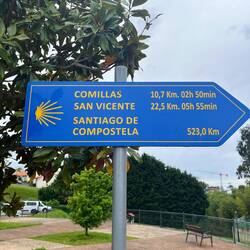 COMILLAS 10,7 Km. 02h 50min
SAN VICENTE 22,5 Km. 05h 55min
SANTIAGO DE
COMPOSTELA 523,0 Km